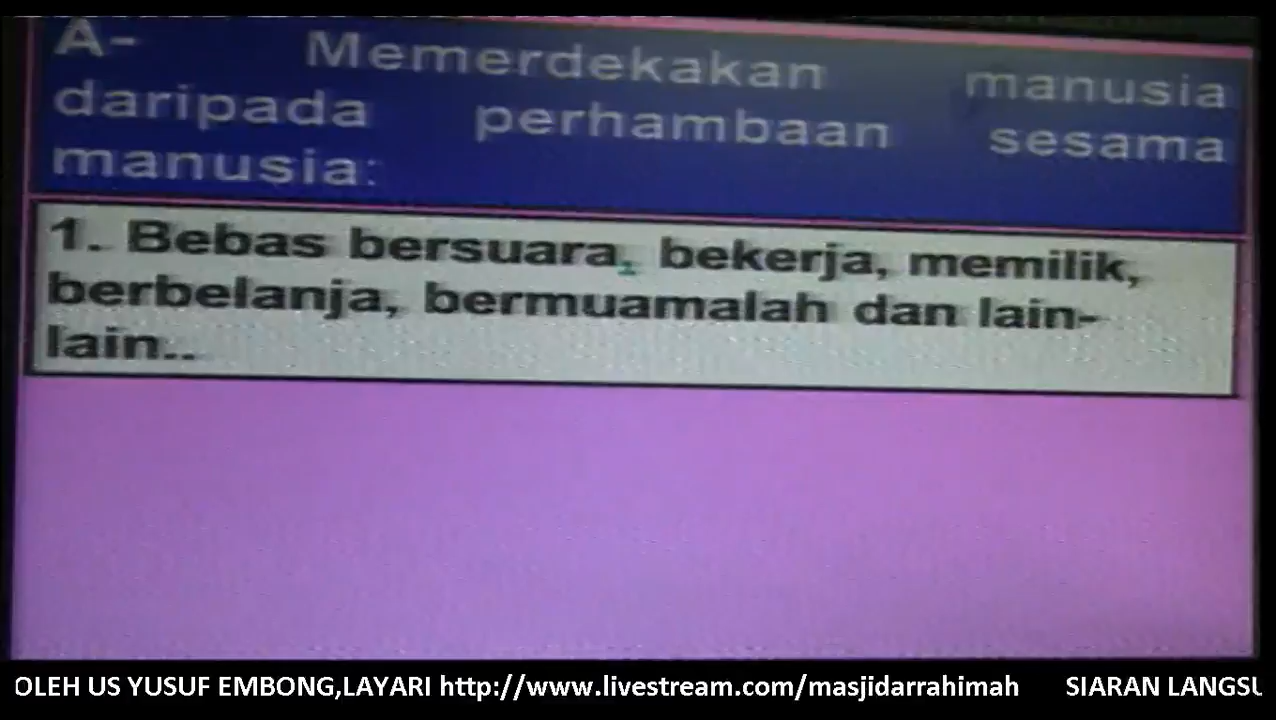 A- Memerdekakan manusia
daripada perhambaan sesama
manusia:
1. Bebas bersuara, bekerja, memilik,
berbelanja, bermuamalah dan lain-
lain..
OLEH US YUSUF EMBONG,LAYARI http://www.livestream.com/masjidarrahimah SIARAN LANGSU